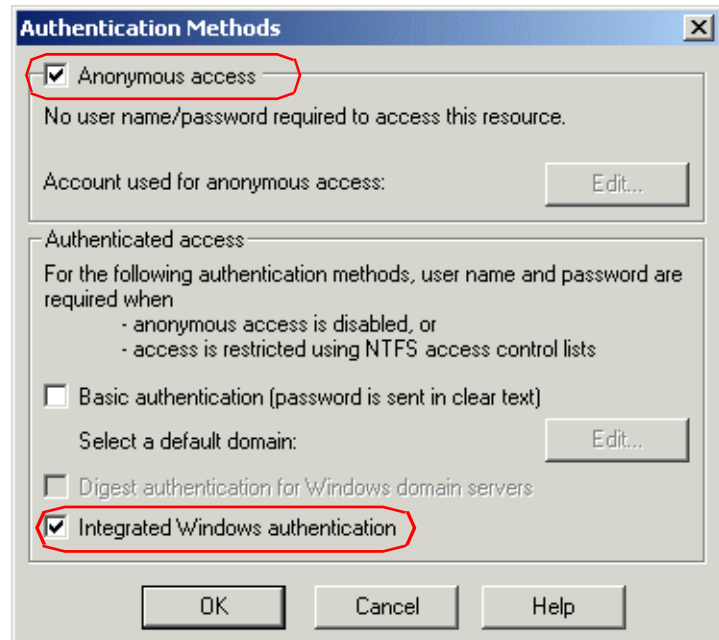 Authentication Methods
Anonymous access
No user name/password required to access this resource.
Account used for anonymous access:
Edit...
Authenticated access
For the following authentication methods, user name and password are
required when
- anonymous access is disabled, or
- access is restricted using NTFS access control lists
Basic authentication (password is sent in clear text)
Select a default domain:
Edit...
Digest authentication for Windows domain servers
Integrated Windows authentication
OK
Cancel
Help